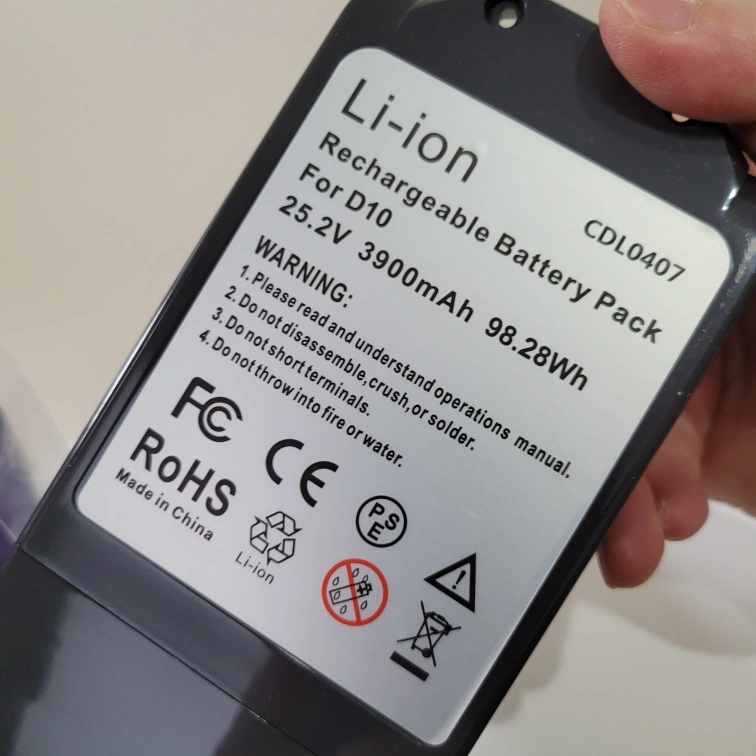 Li-ion
CDL0407
Rechargeable Battery Pack
For D10
25.2V 3900mAh 98.28Wh
WARNING:
1. Please read and understand operations manual.
2. Do not disassemble,crush,or solder.
3. Do not short terminals.
4. Do not throw into fire or water.
FC CE PSE
RoHS
Made in China
Li-ion